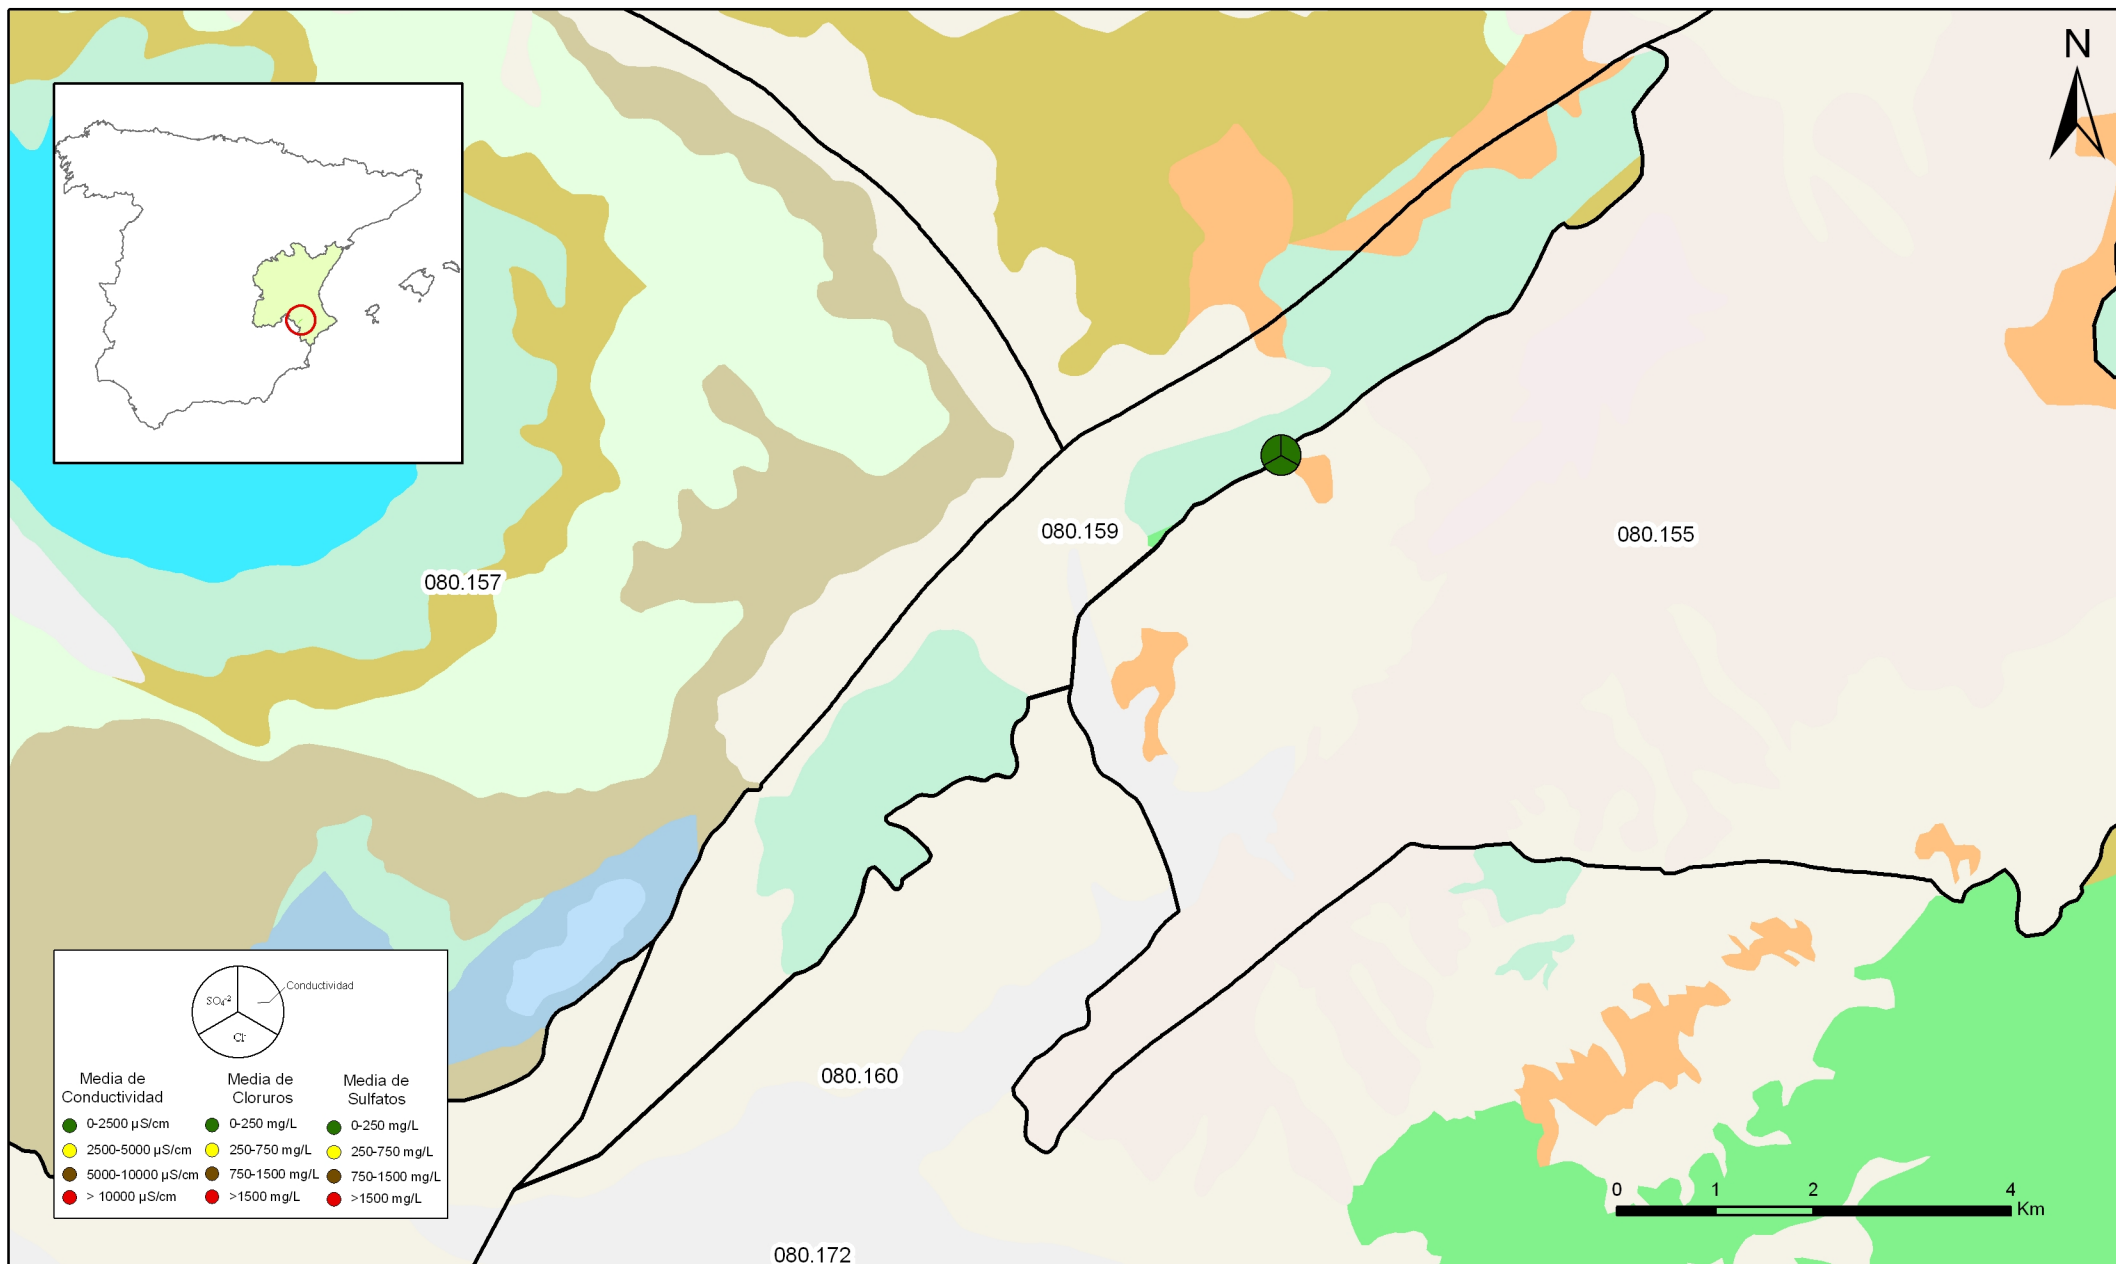 N
080.159
080.155
080.157
080.160
080.172
SO₄⁻²
Conductividad
Cl⁻
Media de
Conductividad
0-2500 µS/cm
2500-5000 µS/cm
5000-10000 µS/cm
> 10000 µS/cm
Media de
Cloruros
0-250 mg/L
250-750 mg/L
750-1500 mg/L
>1500 mg/L
Media de
Sulfatos
0-250 mg/L
250-750 mg/L
750-1500 mg/L
>1500 mg/L
0 1 2 4
Km